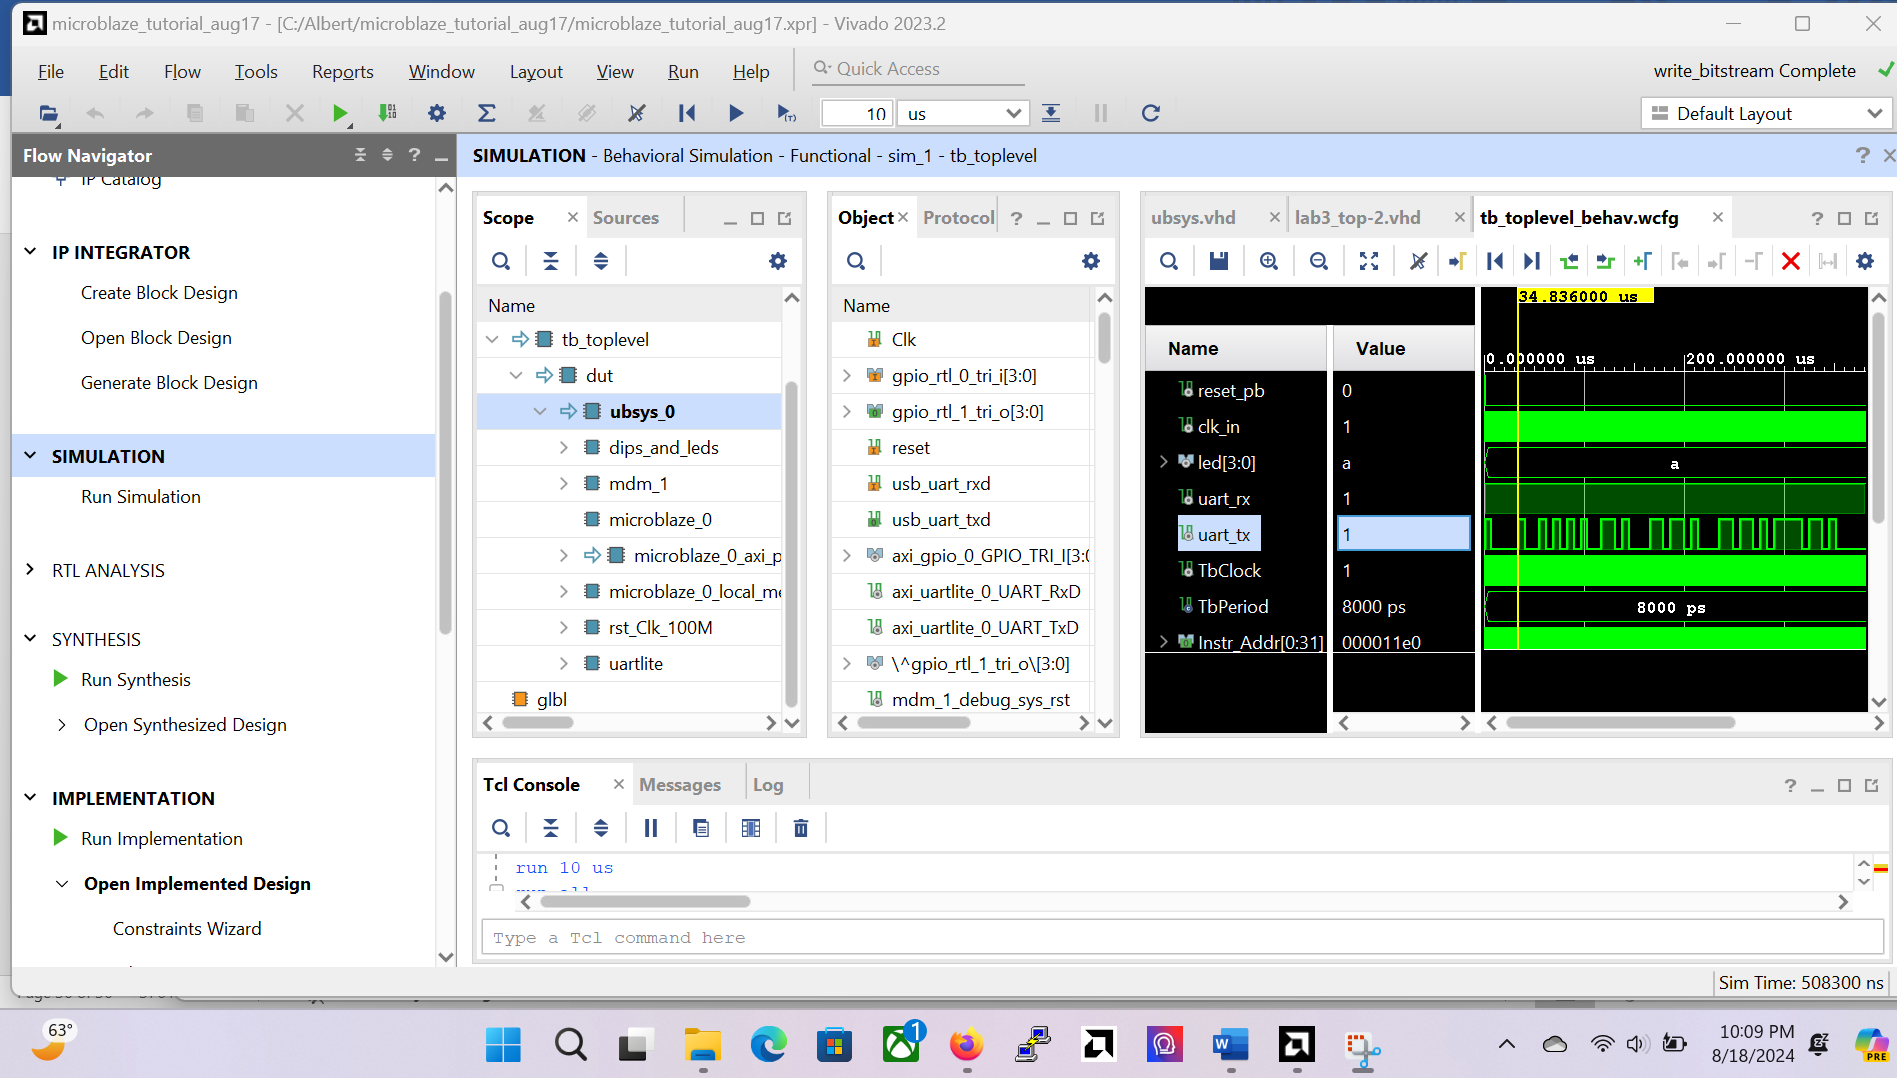 microblaze_tutorial_aug17 - [C:/Albert/microblaze_tutorial_aug17/microblaze_tutorial_aug17.xpr] - Vivado 2023.2
File Edit Flow Tools Reports Window Layout View Run Help
Quick Access
write_bitstream Complete
10 us
Default Layout
Flow Navigator
IP Catalog
IP INTEGRATOR
Create Block Design
Open Block Design
Generate Block Design
SIMULATION
Run Simulation
RTL ANALYSIS
SYNTHESIS
Run Synthesis
Open Synthesized Design
IMPLEMENTATION
Run Implementation
Open Implemented Design
Constraints Wizard
SIMULATION - Behavioral Simulation - Functional - sim_1 - tb_toplevel
Scope Sources
Name
tb_toplevel
dut
ubsys_0
dips_and_leds
mdm_1
microblaze_0
microblaze_0_axi_p
microblaze_0_local_me
rst_Clk_100M
uartlite
glbl
Object Protocol
Name
Clk
gpio_rtl_0_tri_i[3:0]
gpio_rtl_1_tri_o[3:0]
reset
usb_uart_rxd
usb_uart_txd
axi_gpio_0_GPIO_TRI_I[3:0
axi_uartlite_0_UART_RxD
axi_uartlite_0_UART_TxD
\^gpio_rtl_1_tri_o\[3:0]
mdm_1_debug_sys_rst
ubsys.vhd lab3_top-2.vhd tb_toplevel_behav.wcfg
34.836000 us
Name Value
0.000000 us 200.000000 us
reset_pb 0
clk_in 1
led[3:0] a a
uart_rx 1
uart_tx 1
TbClock 1
TbPeriod 8000 ps 8000 ps
Instr_Addr[0:31] 000011e0
Tcl Console Messages Log
run 10 us
run all
Type a Tcl command here
Sim Time: 508300 ns
63°
1
10:09 PM
8/18/2024
PRE